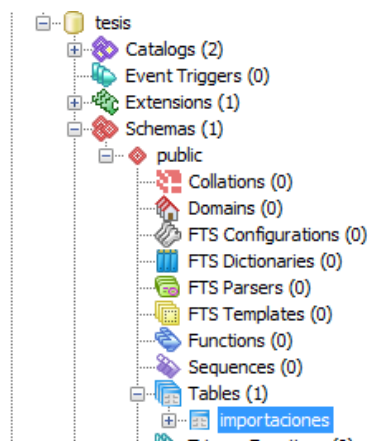 tesis
Catalogs (2)
Event Triggers (0)
Extensions (1)
Schemas (1)
public
Collations (0)
Domains (0)
FTS Configurations (0)
FTS Dictionaries (0)
FTS Parsers (0)
FTS Templates (0)
Functions (0)
Sequences (0)
Tables (1)
importaciones